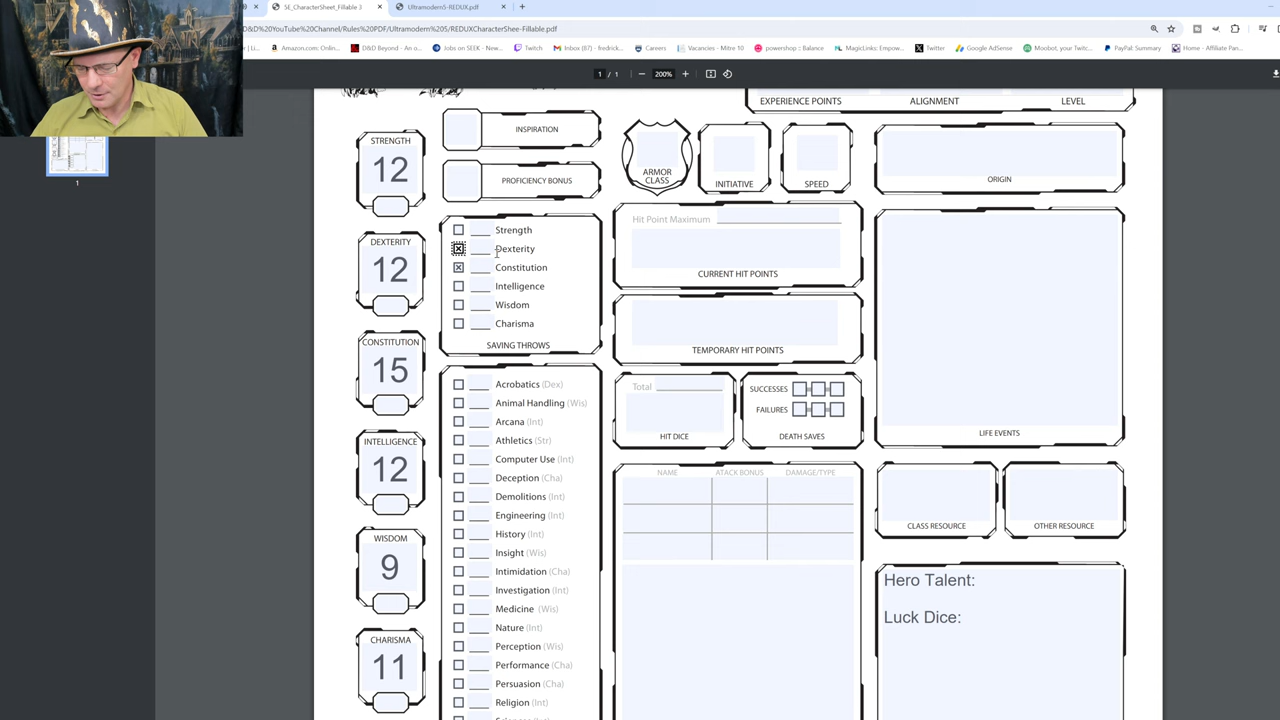 5E_CharacterSheet_Fillable 3
Ultramodern5-REDUX.pdf
D&D%20YouTube%20Channel/Rules%20PDF/Ultramodern%205/REDUXCharacterShee-Fillable.pdf
Amazon.com: Onlin...
D&D Beyond - An o...
Jobs on SEEK - New...
Twitch
Inbox (87) - fredrick...
Careers
Vacancies - Mitre 10
powershop : Balance
MagicLinks: Empow...
Twitter
Google AdSense
Moobot, your Twitc...
PayPal: Summary
Home - Affiliate Pan...
1 / 1
200%
1
EXPERIENCE POINTS
ALIGNMENT
LEVEL
STRENGTH
12
DEXTERITY
12
CONSTITUTION
15
INTELLIGENCE
12
WISDOM
9
CHARISMA
11
INSPIRATION
PROFICIENCY BONUS
Strength
Dexterity
Constitution
Intelligence
Wisdom
Charisma
SAVING THROWS
Acrobatics (Dex)
Animal Handling (Wis)
Arcana (Int)
Athletics (Str)
Computer Use (Int)
Deception (Cha)
Demolitions (Int)
Engineering (Int)
History (Int)
Insight (Wis)
Intimidation (Cha)
Investigation (Int)
Medicine (Wis)
Nature (Int)
Perception (Wis)
Performance (Cha)
Persuasion (Cha)
Religion (Int)
ARMOR
CLASS
INITIATIVE
SPEED
Hit Point Maximum
CURRENT HIT POINTS
TEMPORARY HIT POINTS
Total
HIT DICE
SUCCESSES
FAILURES
DEATH SAVES
NAME
ATACK BONUS
DAMAGE/TYPE
ORIGIN
LIFE EVENTS
CLASS RESOURCE
OTHER RESOURCE
Hero Talent:
Luck Dice: